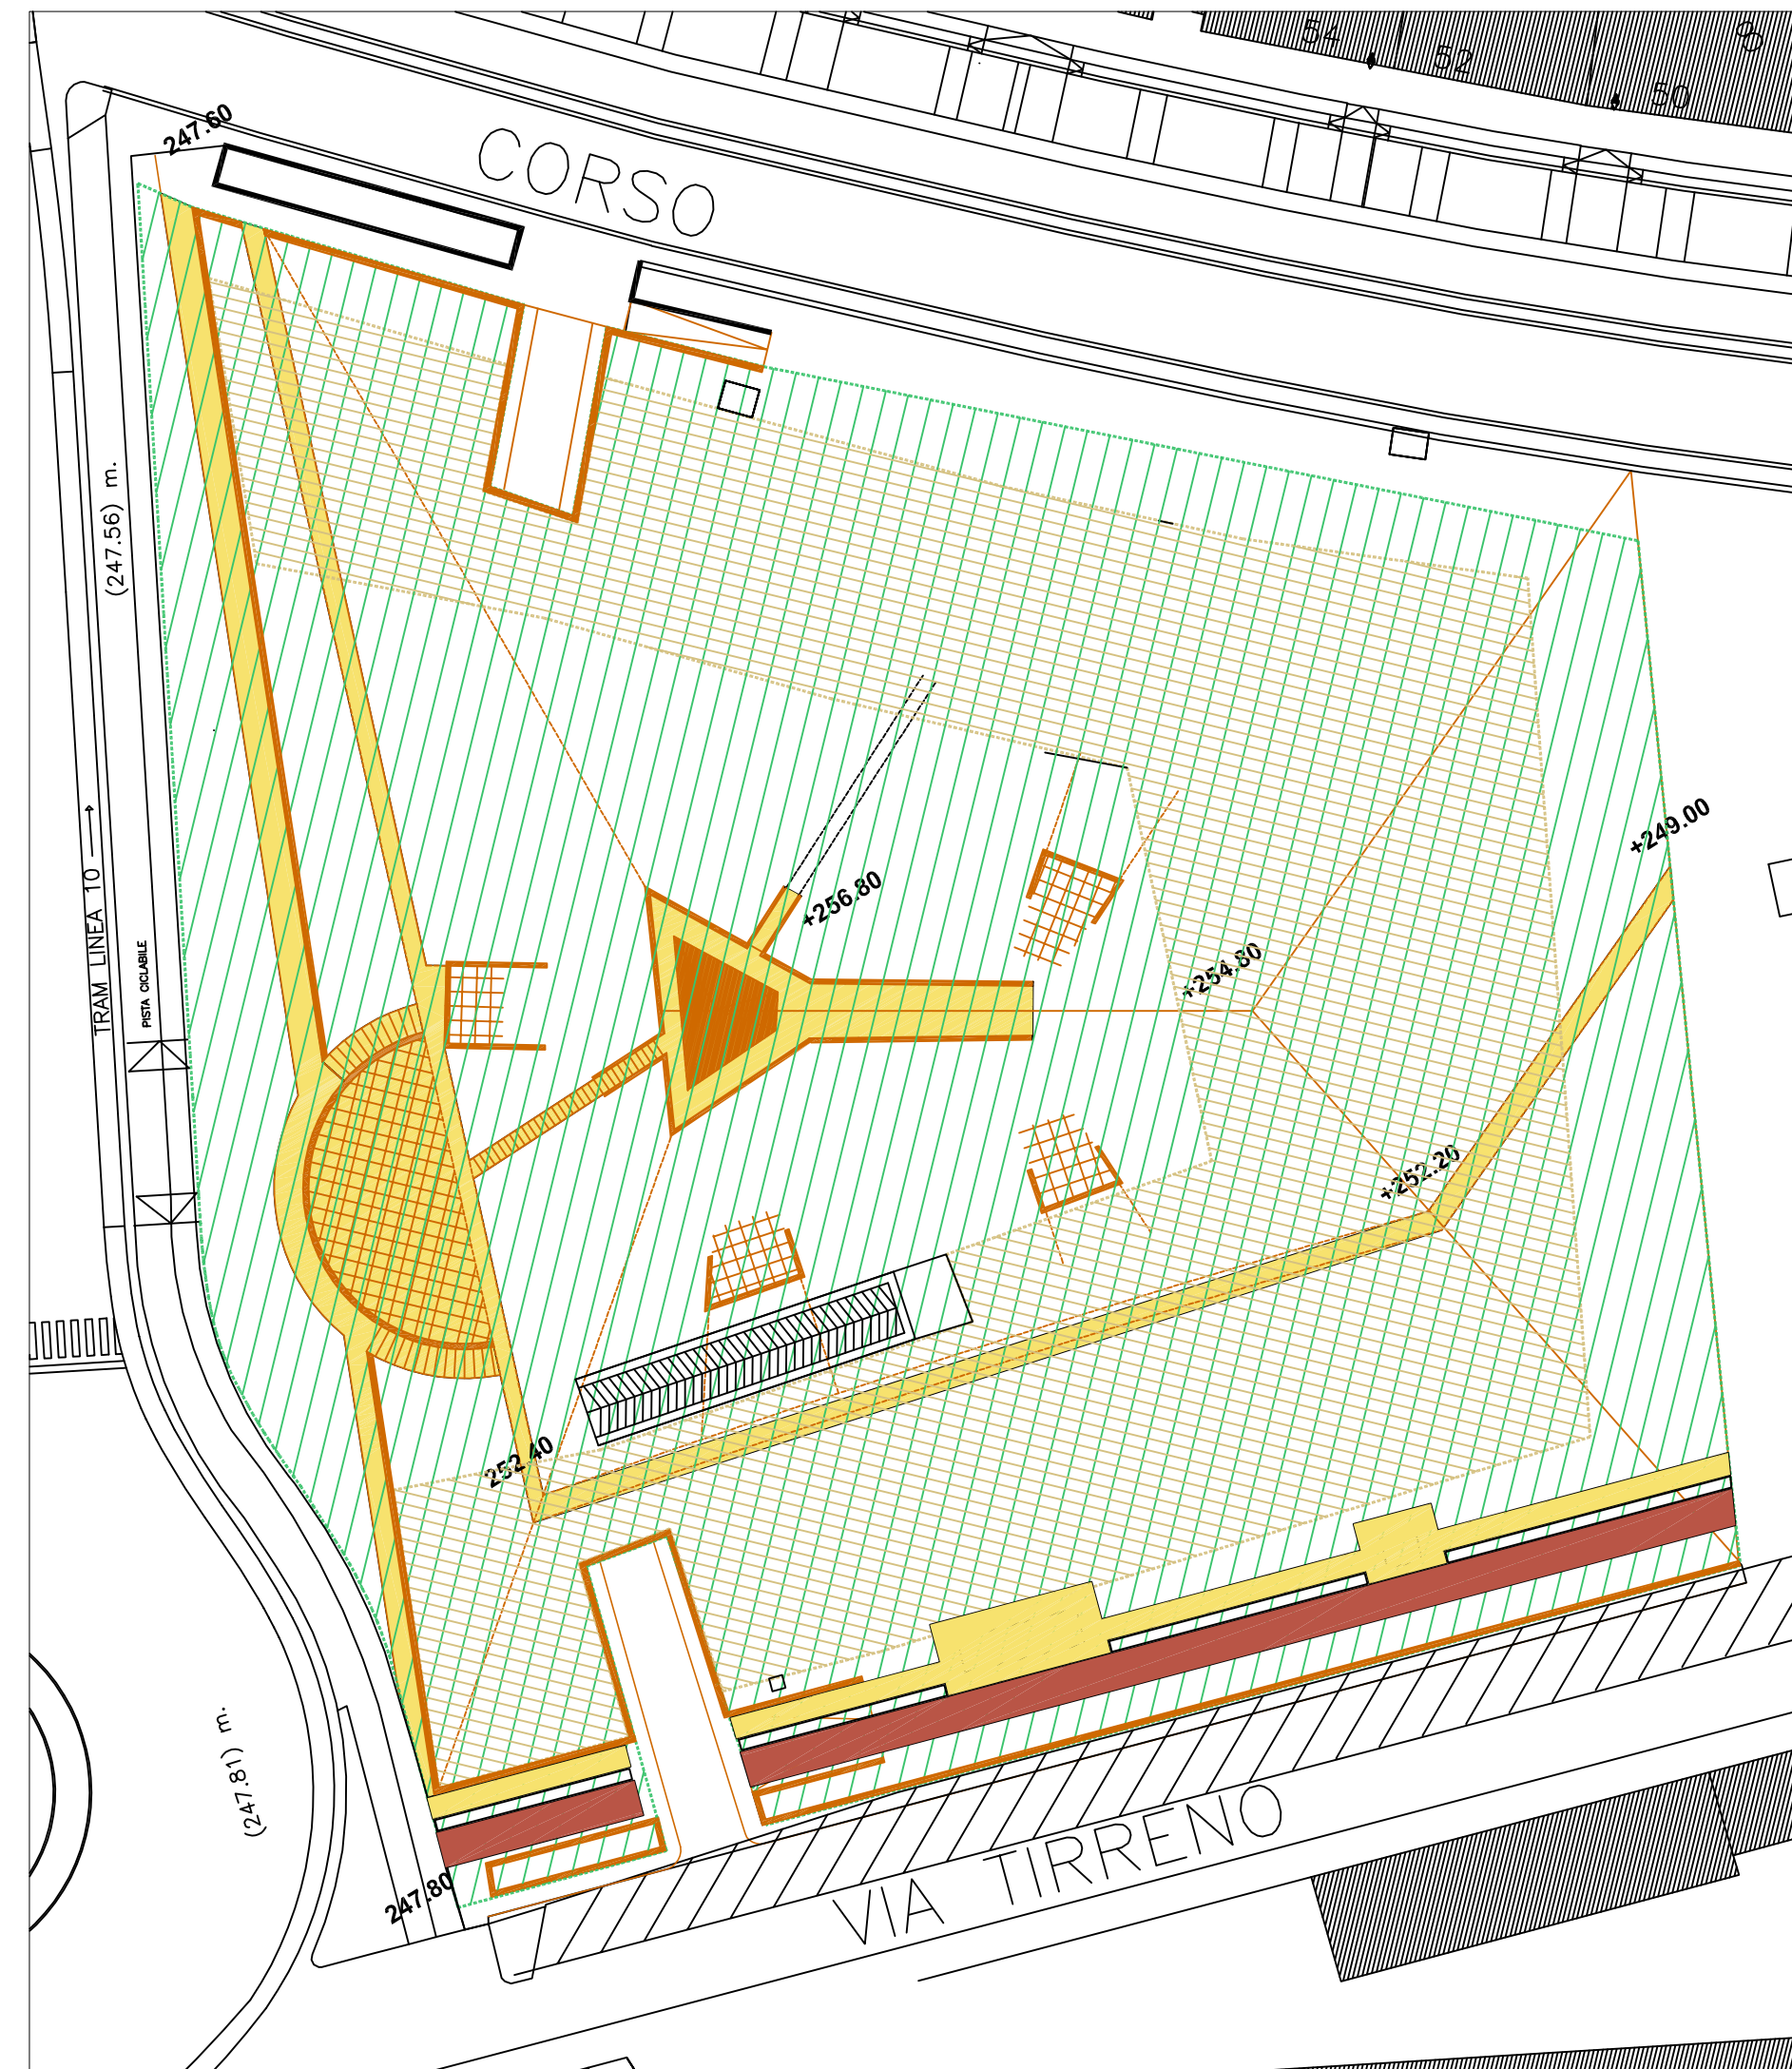 54
52
8
50
247.60
CORSO
(247.56) m.
+249.00
TRAM LINEA 10
PISTA CICLABILE
+256.80
+254.80
+252.20
252.40
(247.81) m.
VIA TIRRENO
247.80